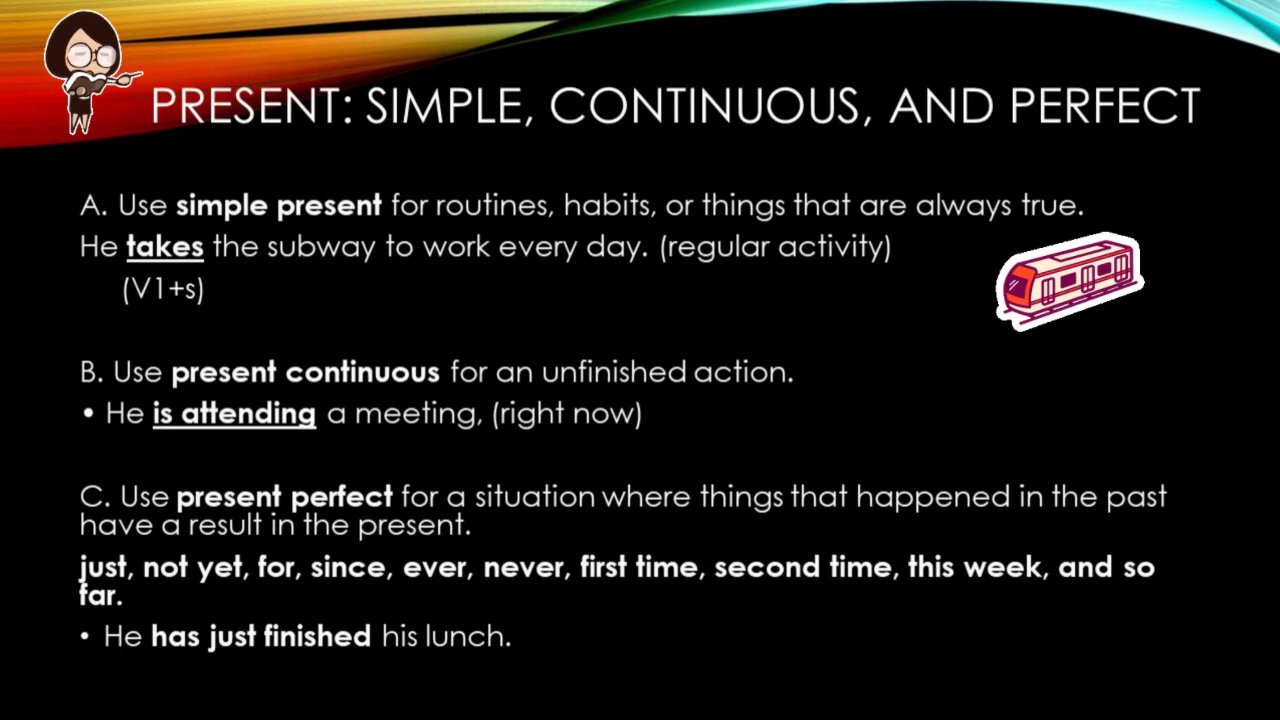 PRESENT: SIMPLE, CONTINUOUS, AND PERFECT
A. Use simple present for routines, habits, or things that are always true.
He takes the subway to work every day. (regular activity)
(V1+s)
B. Use present continuous for an unfinished action.
• He is attending a meeting, (right now)
C. Use present perfect for a situation where things that happened in the past
have a result in the present.
just, not yet, for, since, ever, never, first time, second time, this week, and so
far.
• He has just finished his lunch.